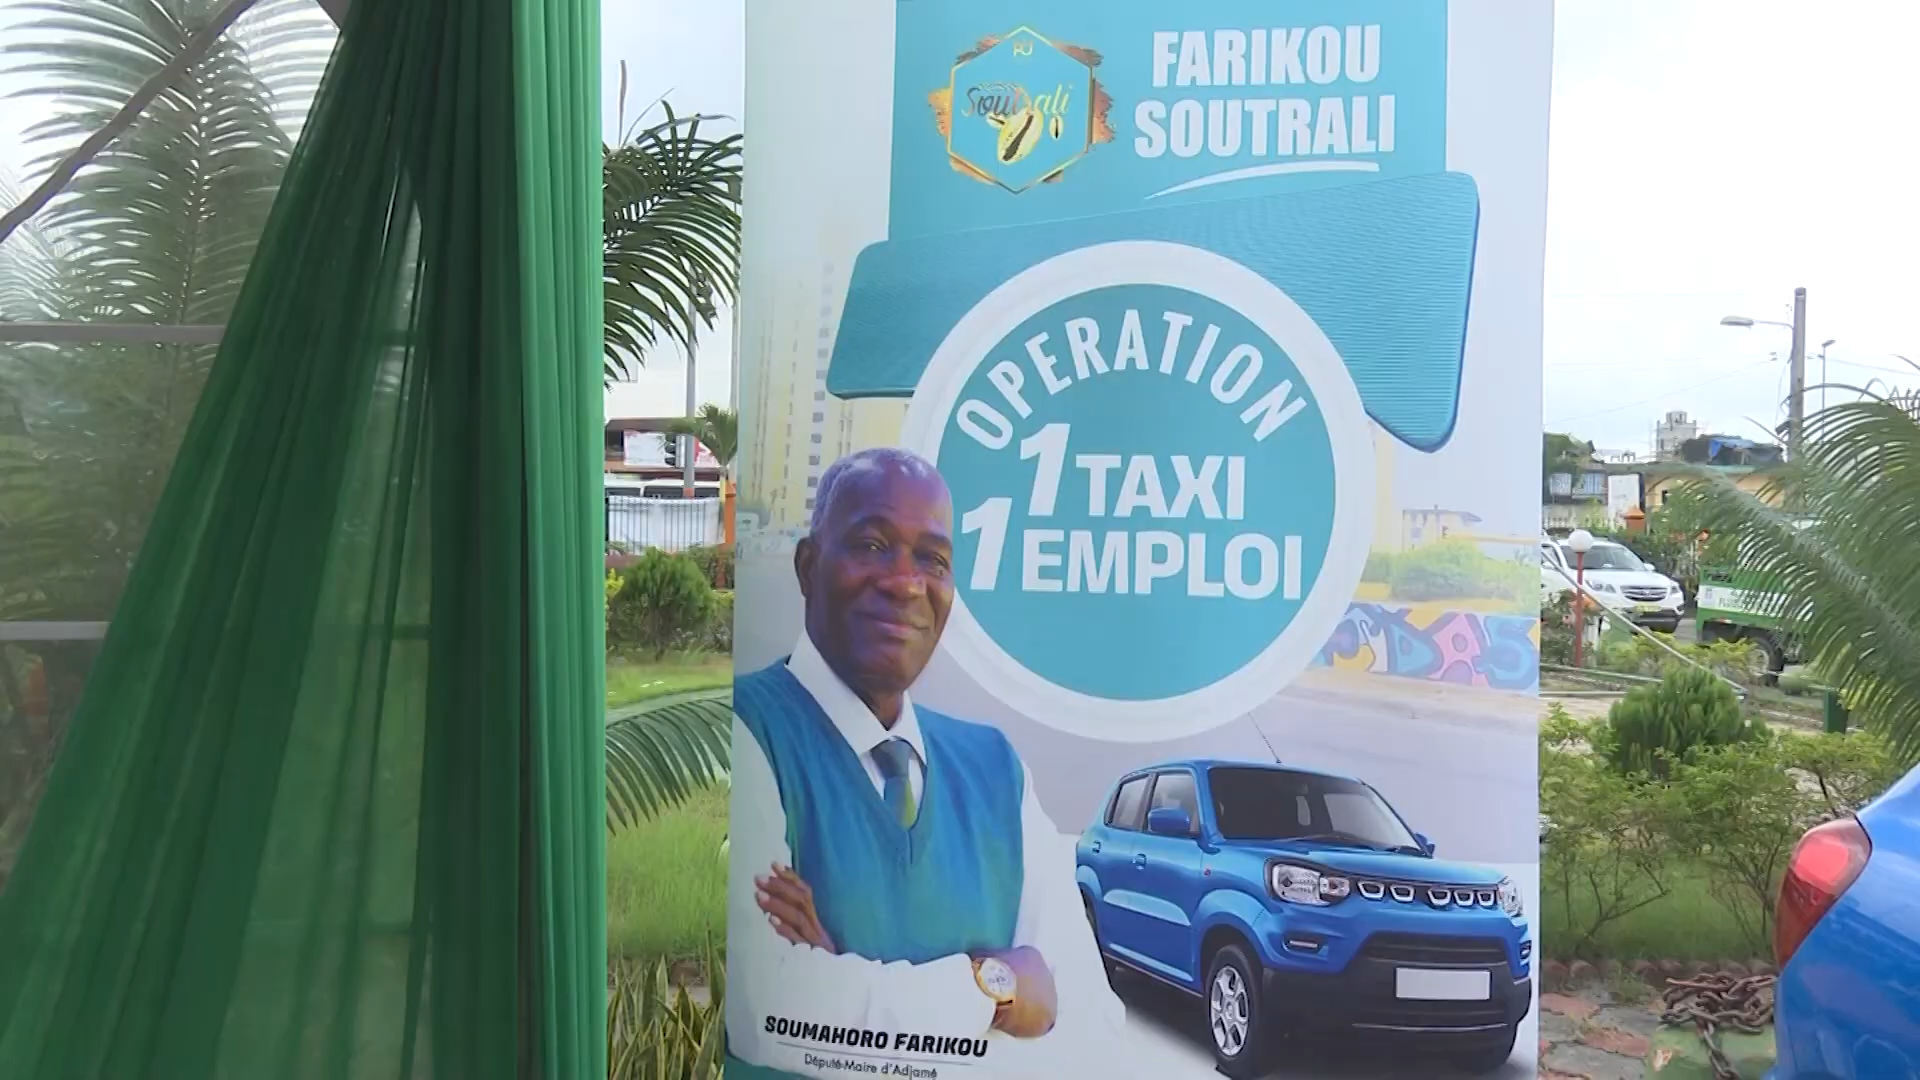 Soutrali
FARIKOU
SOUTRALI
OPERATION
1 TAXI
1 EMPLOI
SOUMAHORO FARIKOU
Député-Maire d'Adjamé